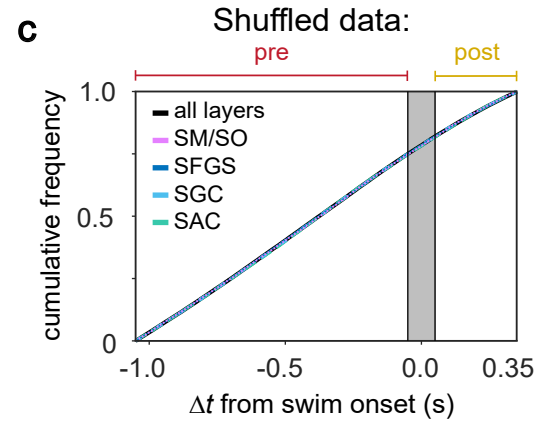 c
Shuffled data:
pre
post
1.0
0.5
0
cumulative frequency
all layers
SM/SO
SFGS
SGC
SAC
-1.0
-0.5
0.0
0.35
Δt from swim onset (s)